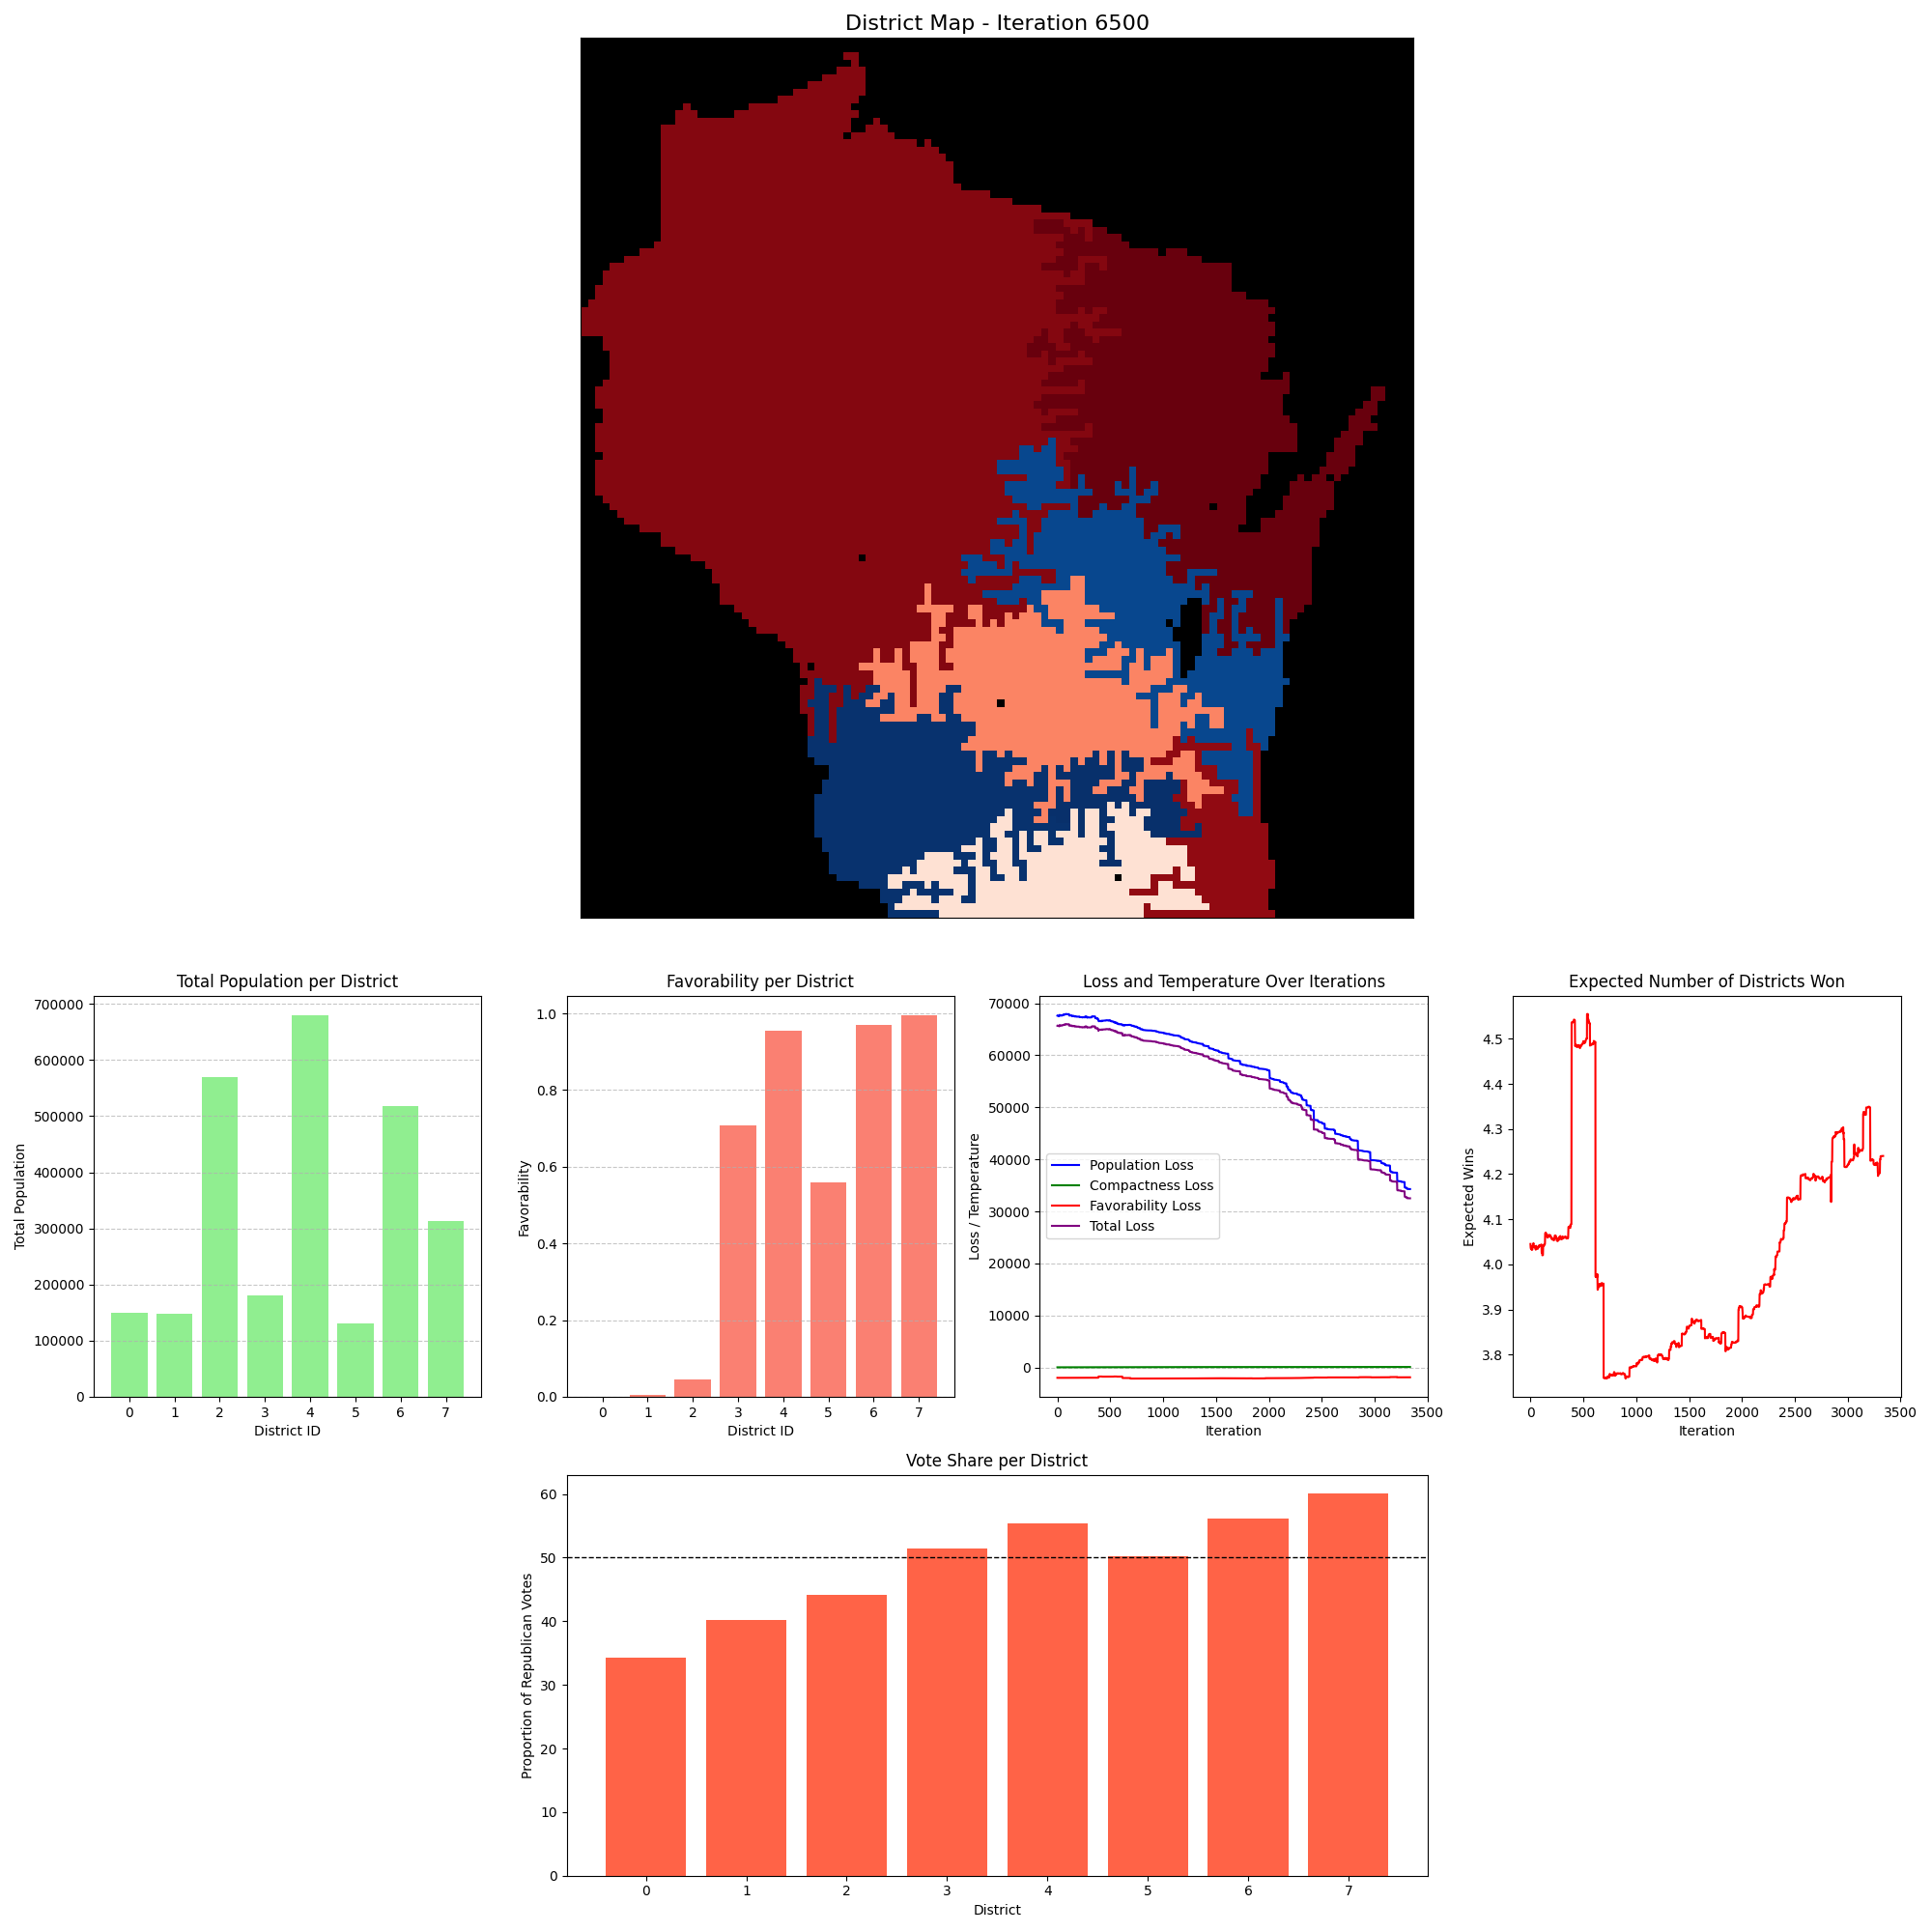 District Map - Iteration 6500
Total Population per District
700000
600000
500000
400000
300000
200000
100000
0
Total Population
0 1 2 3 4 5 6 7
District ID
Favorability per District
1.0
0.8
0.6
0.4
0.2
0.0
Favorability
0 1 2 3 4 5 6 7
District ID
Loss and Temperature Over Iterations
70000
60000
50000
40000
30000
20000
10000
0
Loss / Temperature
Population Loss
Compactness Loss
Favorability Loss
Total Loss
0 500 1000 1500 2000 2500 3000 3500
Iteration
Expected Number of Districts Won
4.5
4.4
4.3
4.2
4.1
4.0
3.9
3.8
Expected Wins
0 500 1000 1500 2000 2500 3000 3500
Iteration
Vote Share per District
60
50
40
30
20
10
0
Proportion of Republican Votes
0 1 2 3 4 5 6 7
District